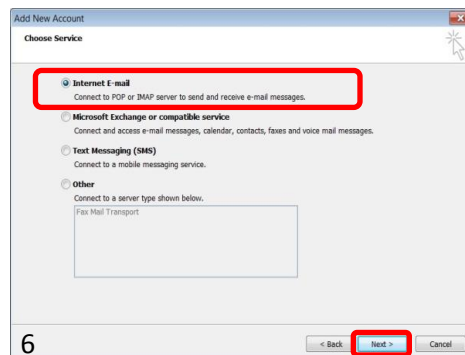 Add New Account
Choose Service
Internet E-mail
Connect to POP or IMAP server to send and receive e-mail messages.
Microsoft Exchange or compatible service
Connect and access e-mail messages, calendar, contacts, faxes and voice mail messages.
Text Messaging (SMS)
Connect to a mobile messaging service.
Other
Connect to a server type shown below.
Fax Mail Transport
6
< Back
Next >
Cancel